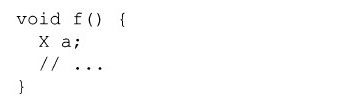 void f() {
  X a;
  // ...
}